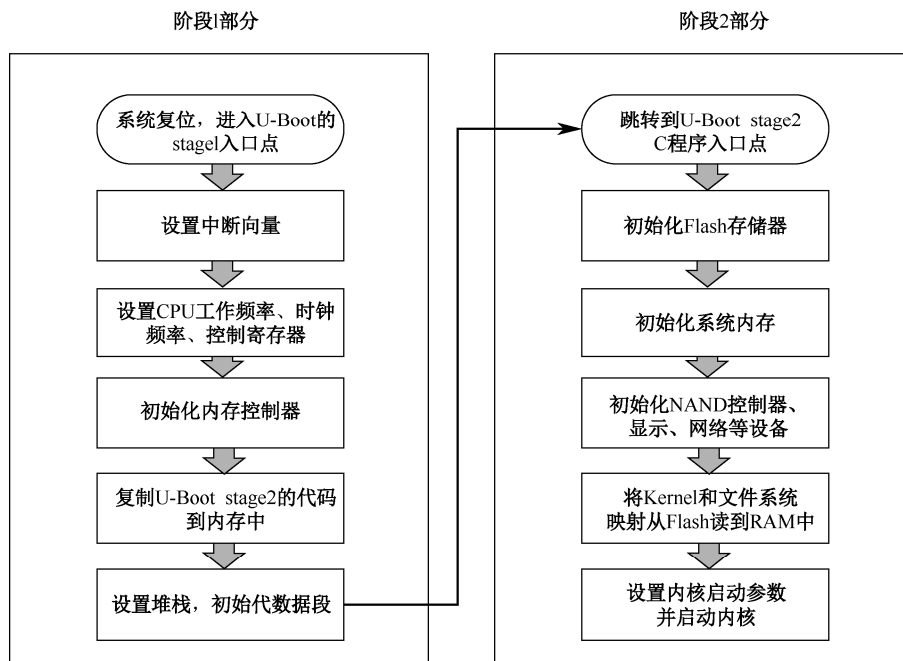 阶段1部分
系统复位，进入U-Boot的
stage1入口点
设置中断向量
设置CPU工作频率、时钟
频率、控制寄存器
初始化内存控制器
复制U-Boot stage2的代码
到内存中
设置堆栈，初始代数据段
阶段2部分
跳转到U-Boot stage2
C程序入口点
初始化Flash存储器
初始化系统内存
初始化NAND控制器、
显示、网络等设备
将Kernel和文件系统
映射从Flash读到RAM中
设置内核启动参数
并启动内核